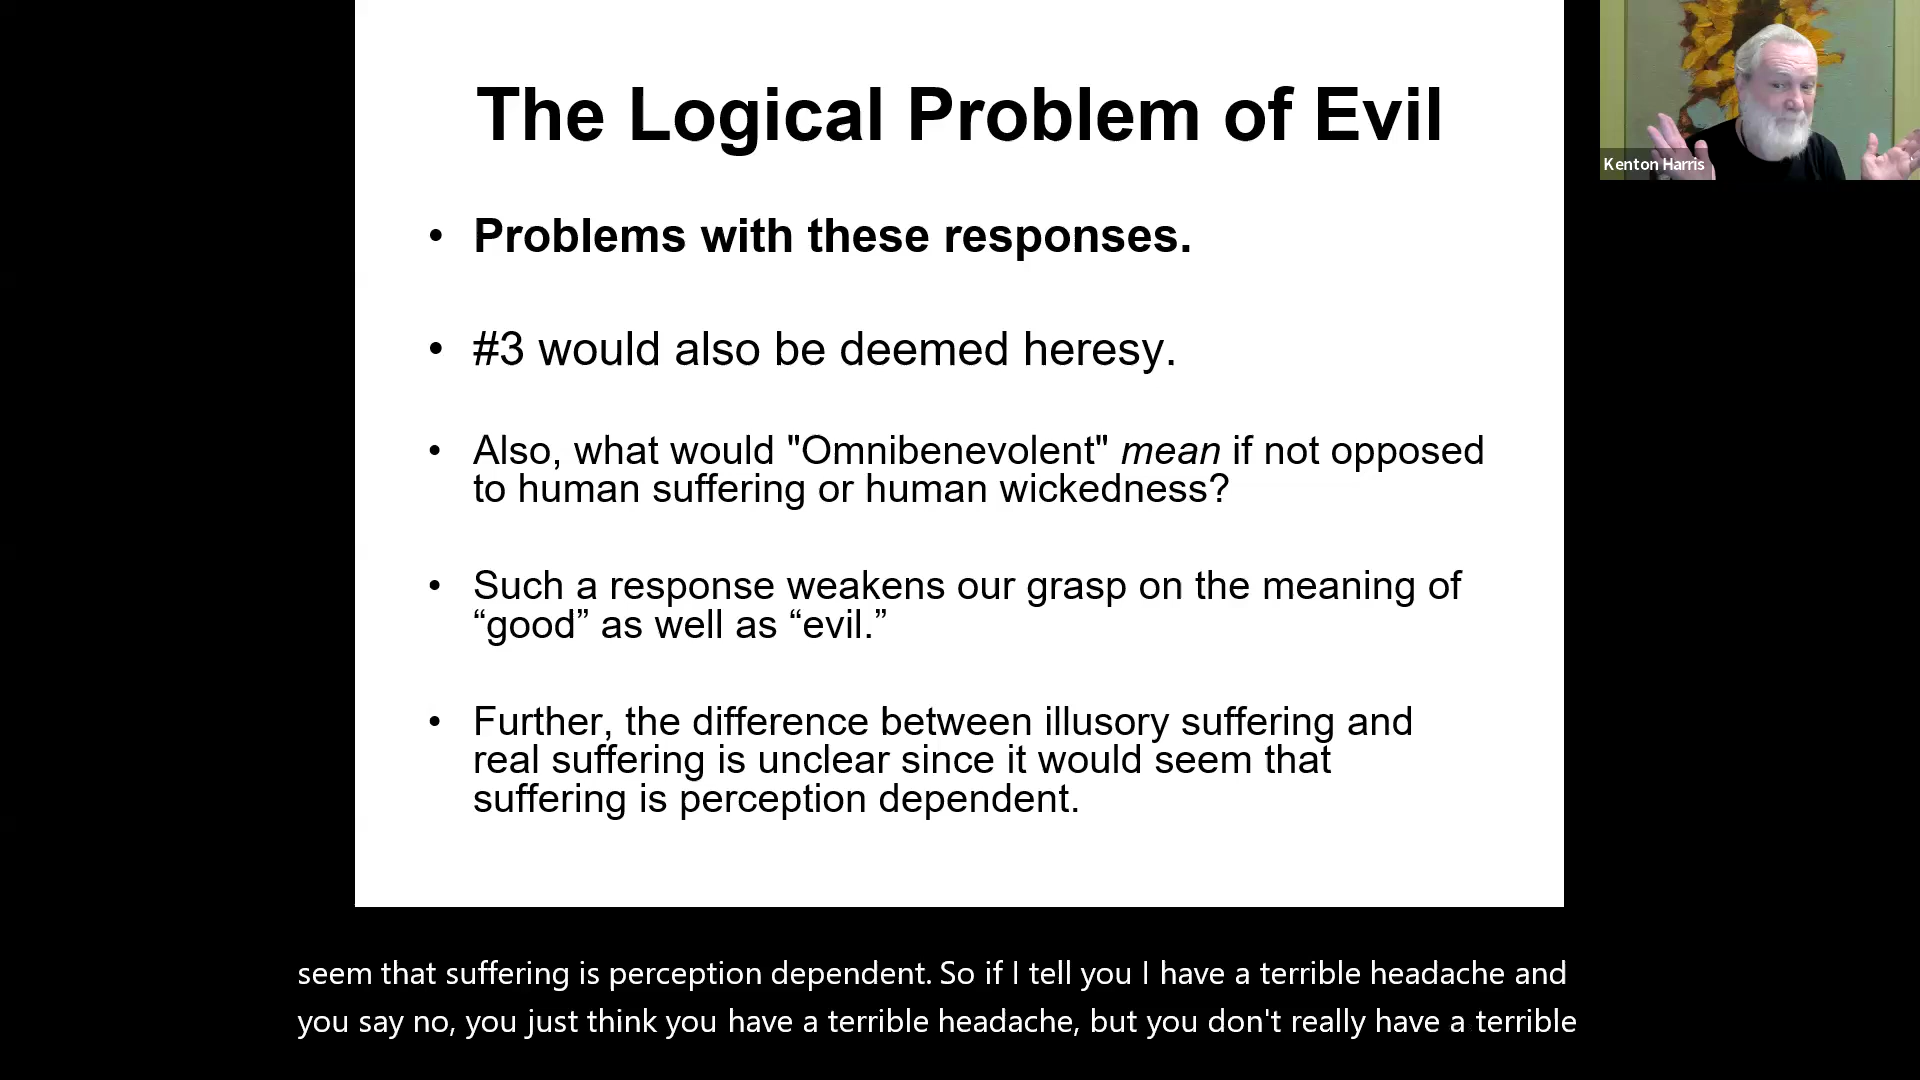 The Logical Problem of Evil
Kenton Harris
• Problems with these responses.
• #3 would also be deemed heresy.
• Also, what would "Omnibenevolent" mean if not opposed
to human suffering or human wickedness?
• Such a response weakens our grasp on the meaning of
“good” as well as “evil.”
• Further, the difference between illusory suffering and
real suffering is unclear since it would seem that
suffering is perception dependent.
seem that suffering is perception dependent. So if I tell you I have a terrible headache and
you say no, you just think you have a terrible headache, but you don't really have a terrible